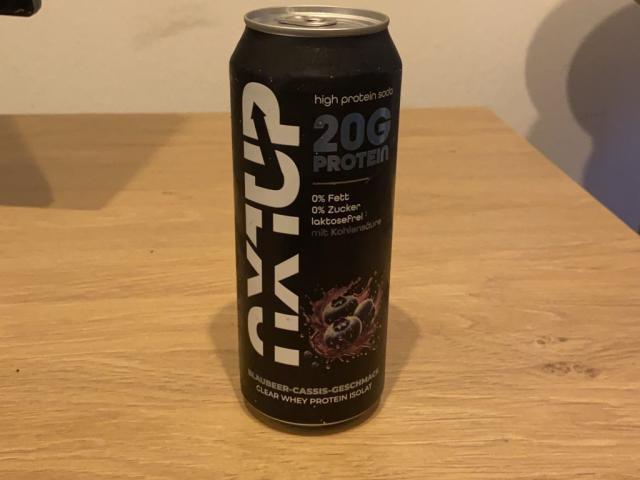 NXTUP
high protein soda
20G
PROTEIN
0% Fett
0% Zucker
laktosefrei
mit Kohlensäure
BLAUBEER-CASSIS-GESCHMACK
CLEAR WHEY PROTEIN ISOLAT